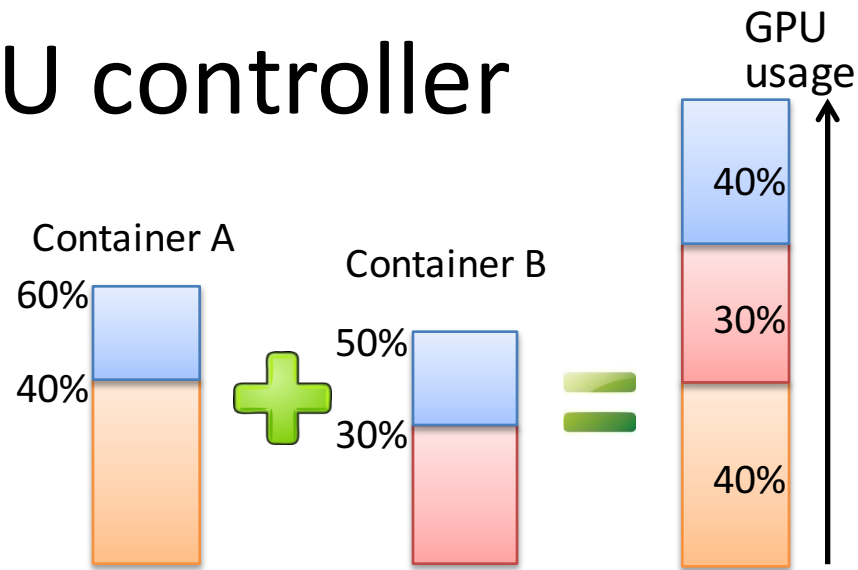 U controller
GPU
usage
Container A
60%
40%
Container B
50%
30%
40%
30%
40%